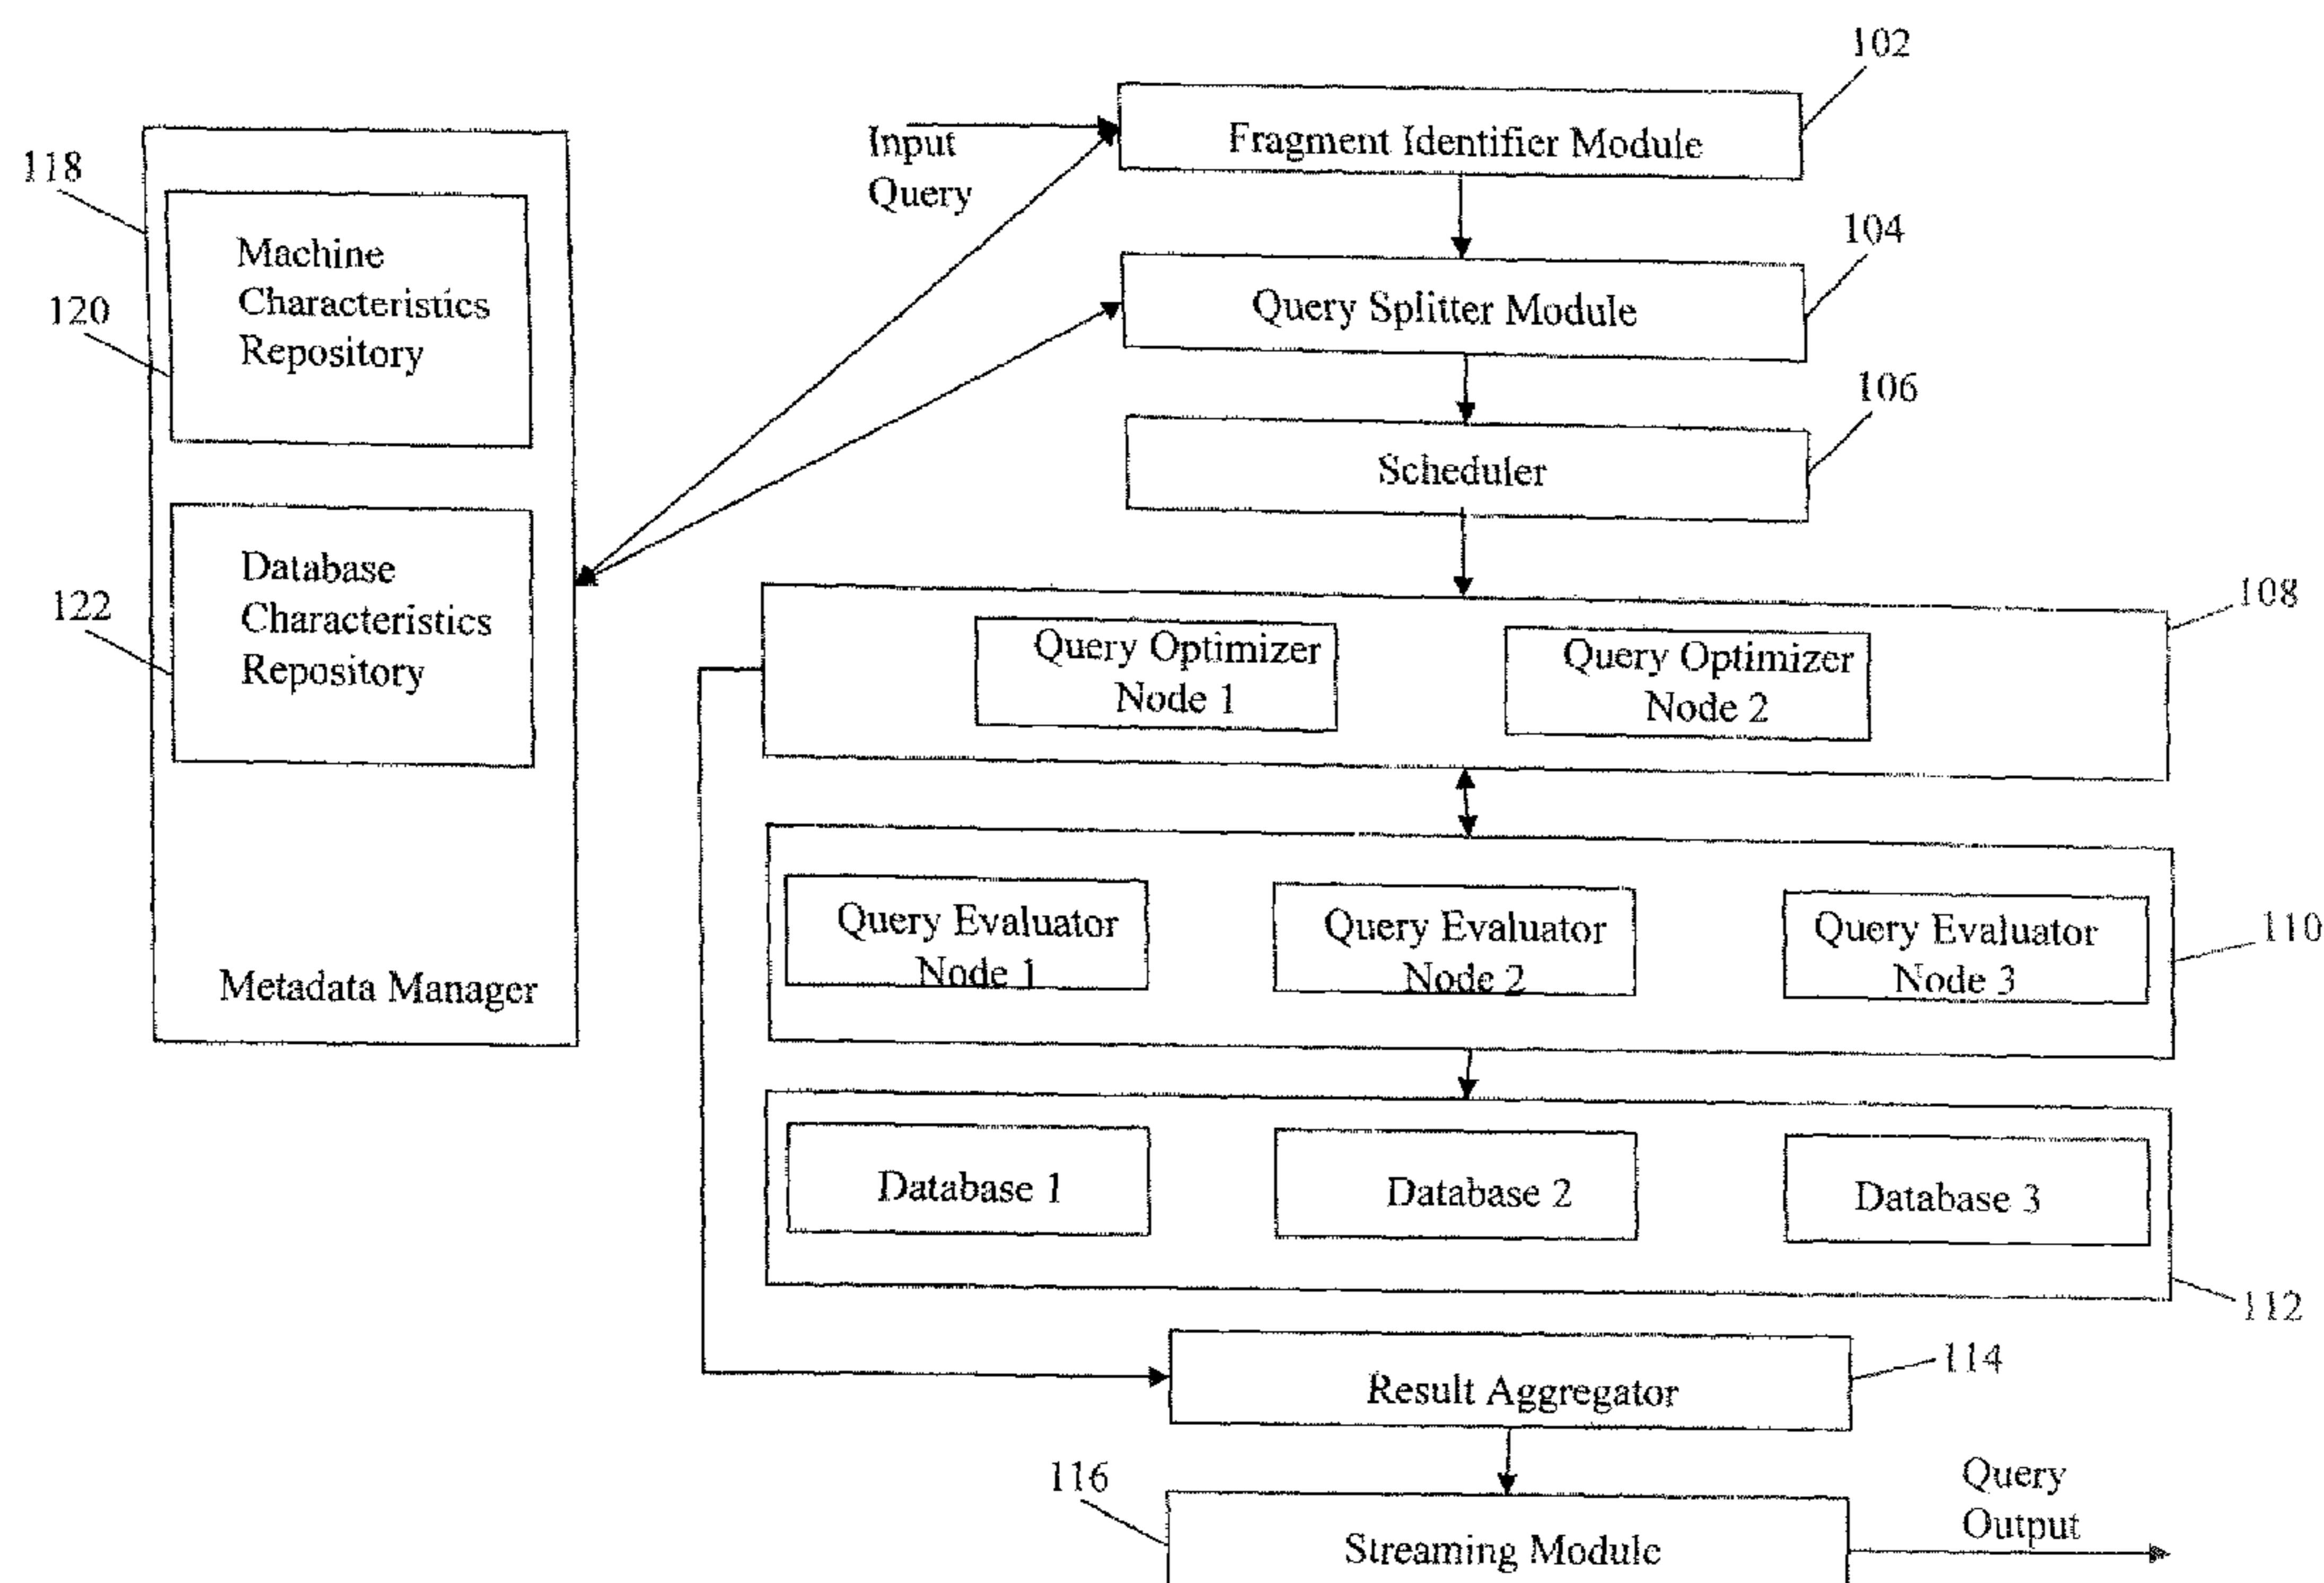 102
Input
Query
Fragment Identifier Module
118
Machine
Characteristics
Repository
104
Query Splitter Module
120
106
Scheduler
Database
Characteristics
Repository
122
108
Query Optimizer
Node 1
Query Optimizer
Node 2
Query Evaluator
Node 1
Query Evaluator
Node 2
Query Evaluator
Node 3
110
Metadata Manager
Database 1
Database 2
Database 3
112
114
Result Aggregator
116
Query
Output
Streaming Module